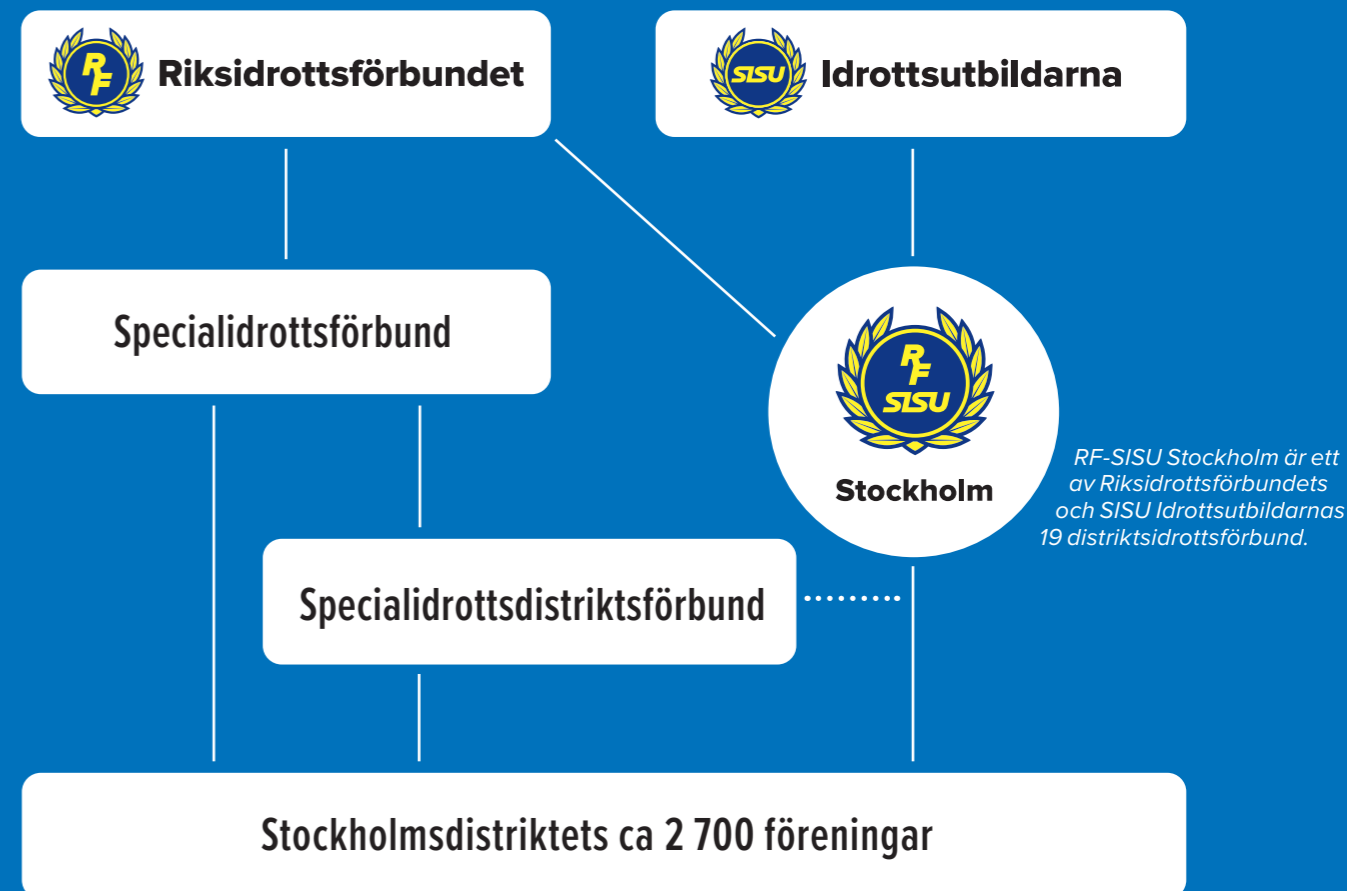 RF Riksidrottsförbundet
SISU Idrottsutbildarna
Specialidrottsförbund
RF
SISU
Stockholm
RF-SISU Stockholm är ett
av Riksidrottsförbundets
och SISU Idrottsutbildarnas
19 distriktsidrottsförbund.
Specialidrottsdistriktsförbund
Stockholmsdistriktets ca 2 700 föreningar